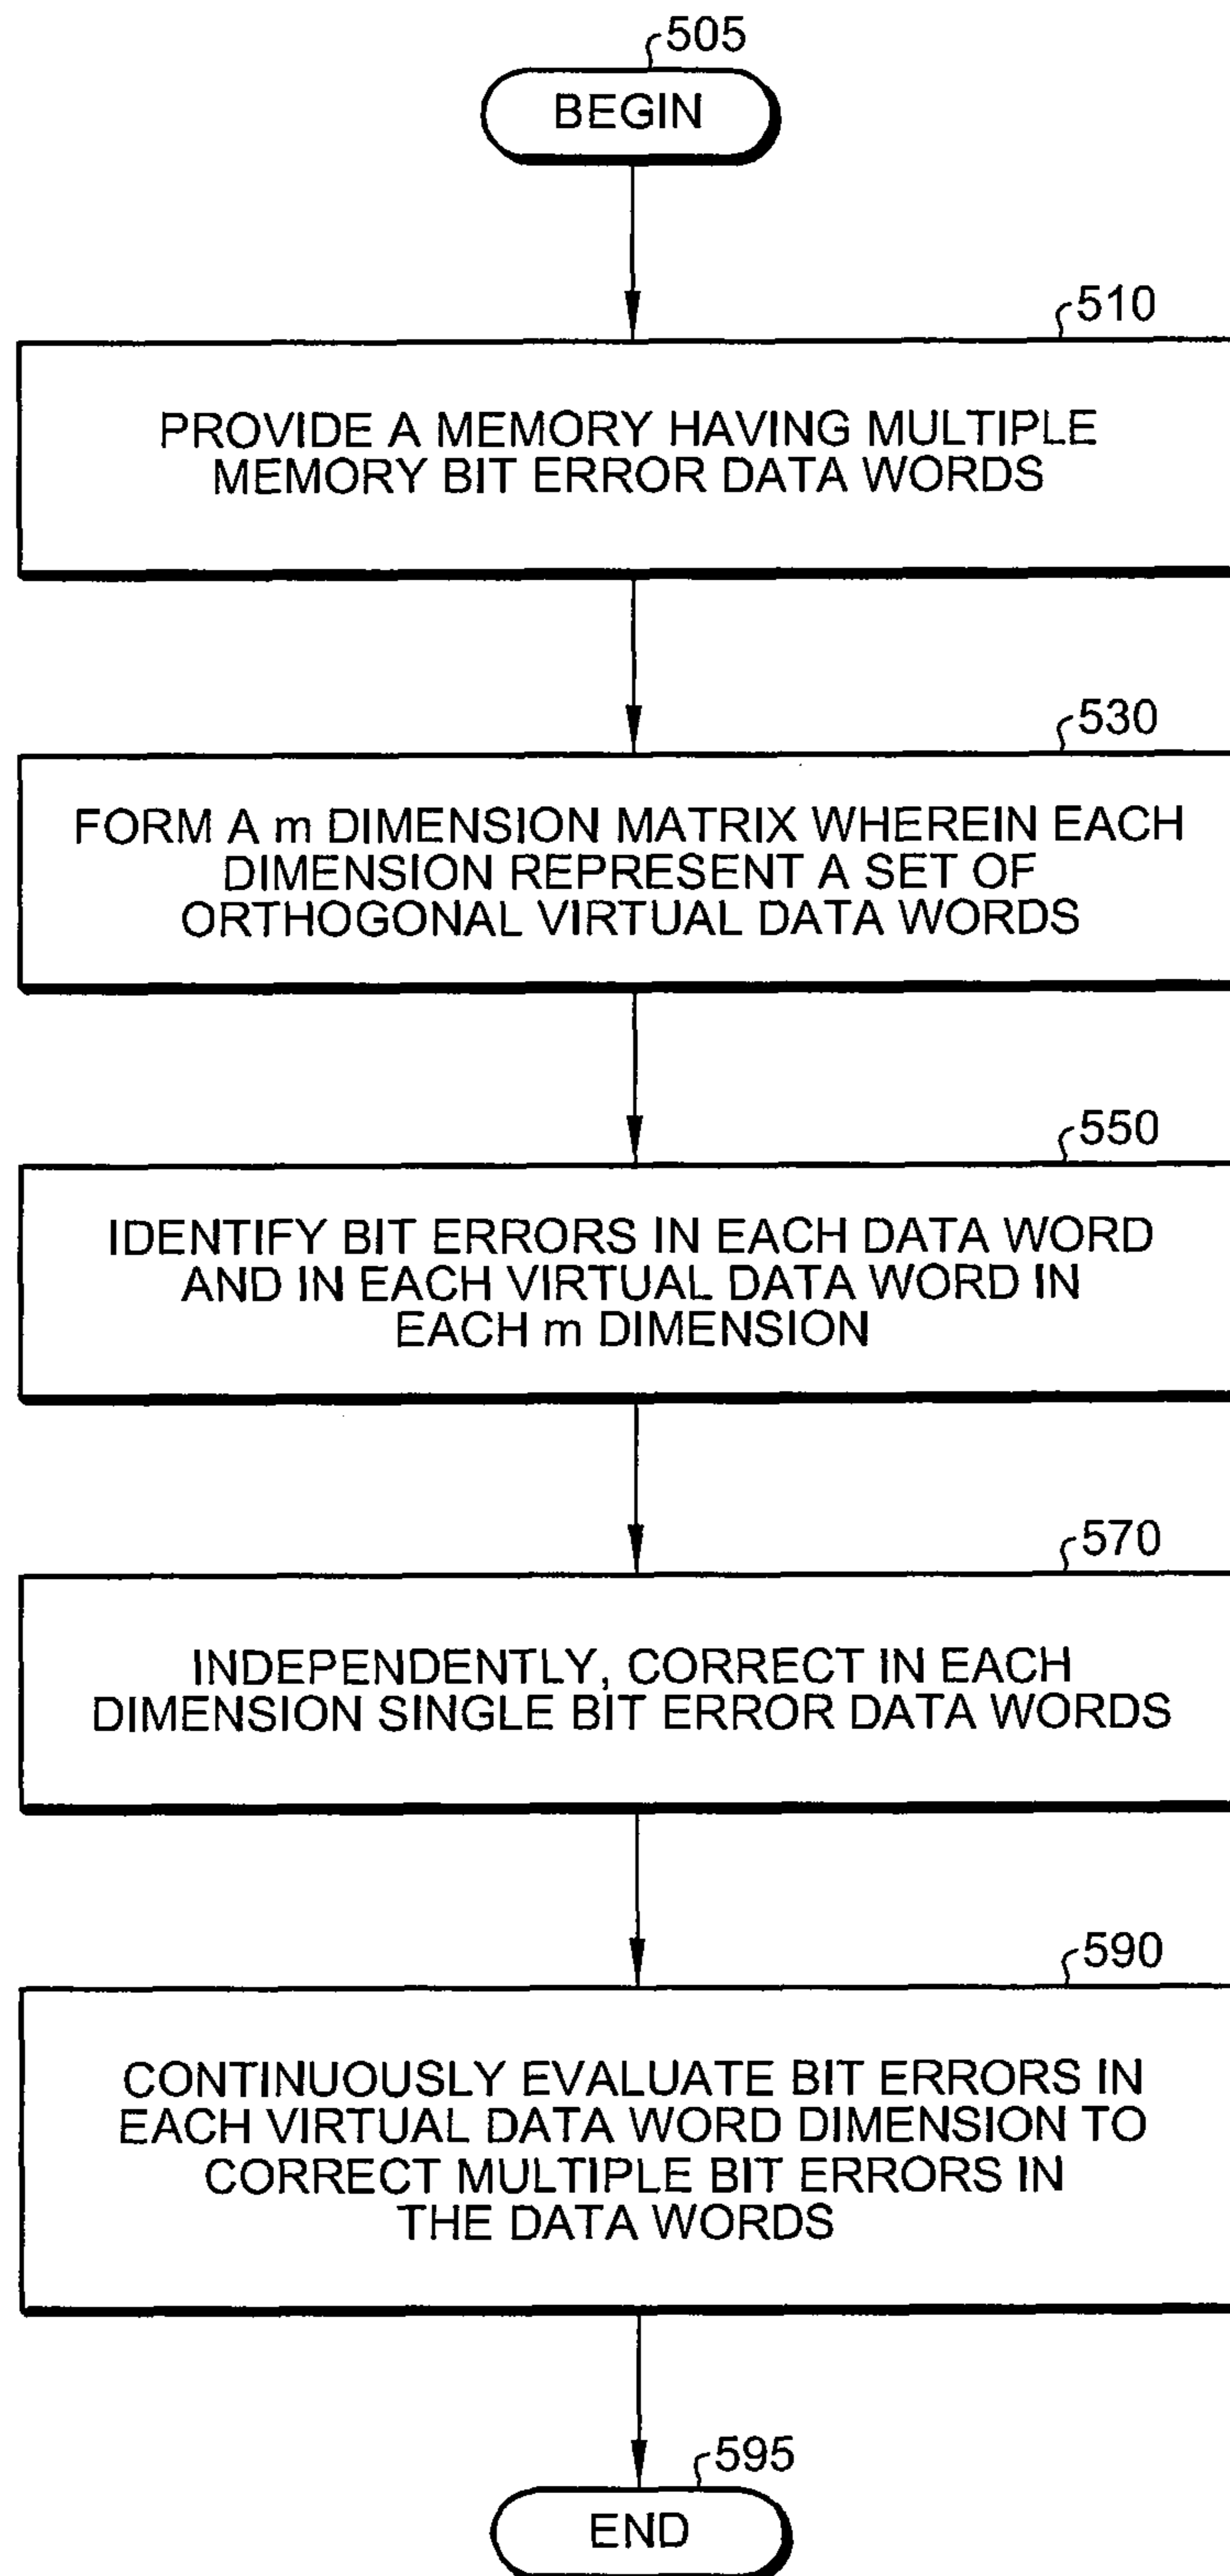 505
BEGIN
510
PROVIDE A MEMORY HAVING MULTIPLE
MEMORY BIT ERROR DATA WORDS
530
FORM A m DIMENSION MATRIX WHEREIN EACH
DIMENSION REPRESENT A SET OF
ORTHOGONAL VIRTUAL DATA WORDS
550
IDENTIFY BIT ERRORS IN EACH DATA WORD
AND IN EACH VIRTUAL DATA WORD IN
EACH m DIMENSION
570
INDEPENDENTLY, CORRECT IN EACH
DIMENSION SINGLE BIT ERROR DATA WORDS
590
CONTINUOUSLY EVALUATE BIT ERRORS IN
EACH VIRTUAL DATA WORD DIMENSION TO
CORRECT MULTIPLE BIT ERRORS IN
THE DATA WORDS
595
END